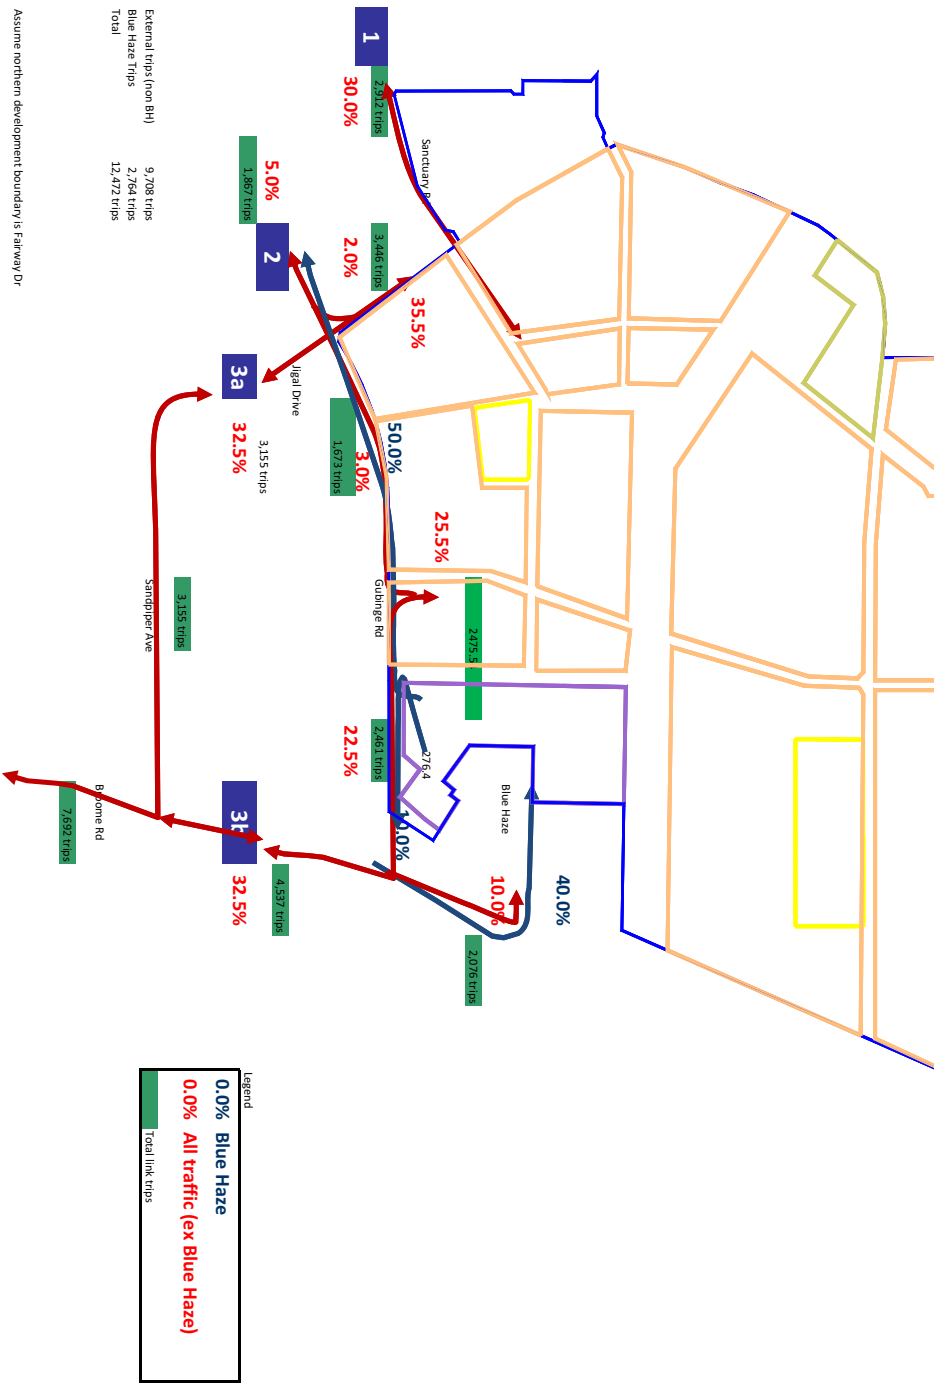 Assume northern development boundary is Fairway Dr
External trips (non BH) 9,708 trips
Blue Haze Trips 2,764 trips
Total 12,472 trips
1
2,912 trips
30.0%
Sanctuary R
5.0%
1,867 trips
2
3,446 trips
2.0%
35.5%
Jigal Drive
3a
32.5%
3,155 trips
50.0%
3.0%
1,673 trips
25.5%
Gubinge Rd
2475.5
Sandpiper Ave
3,155 trips
2,461 trips
22.5%
276.4
Blue Haze
10.0%
40.0%
10.0%
2,076 trips
3b
32.5%
4,537 trips
Broome Rd
7,692 trips
Legend
0.0% Blue Haze
0.0% All traffic (ex Blue Haze)
Total link trips